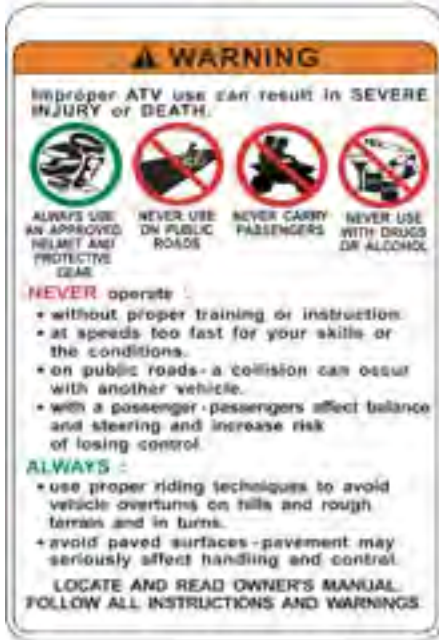 WARNING
Improper ATV use can result in SEVERE
INJURY or DEATH.
ALWAYS USE
AN APPROVED
HELMET AND
PROTECTIVE
GEAR
NEVER USE
ON PUBLIC
ROADS
NEVER CARRY
PASSENGERS
NEVER USE
WITH DRUGS
OR ALCOHOL
NEVER operate :
• without proper training or instruction.
• at speeds too fast for your skills or
the conditions.
• on public roads - a collision can occur
with another vehicle.
• with a passenger - passengers affect balance
and steering and increase risk
of losing control.
ALWAYS :
• use proper riding techniques to avoid
vehicle overturns on hills and rough
terrain and in turns.
• avoid paved surfaces - pavement may
seriously affect handling and control.
LOCATE AND READ OWNER'S MANUAL.
FOLLOW ALL INSTRUCTIONS AND WARNINGS.